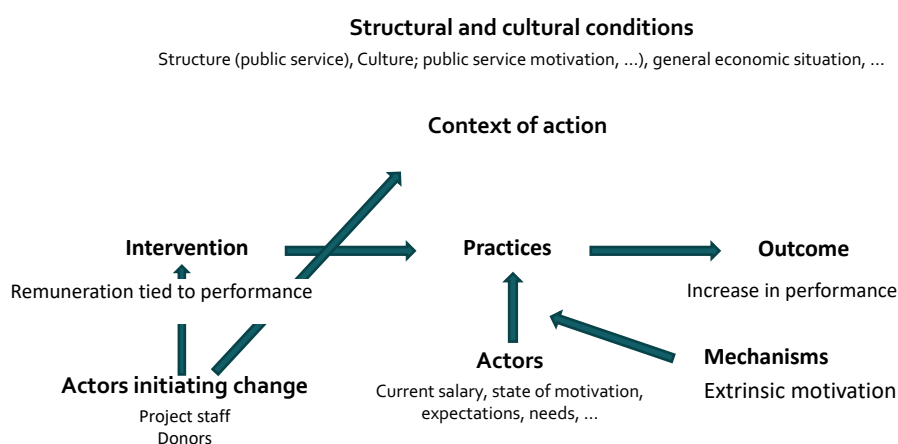 Structural and cultural conditions
Structure (public service), Culture; public service motivation, …), general economic situation, …
Context of action
Intervention
Practices
Outcome
Remuneration tied to performance
Increase in performance
Actors
Mechanisms
Actors initiating change
Current salary, state of motivation,
expectations, needs, …
Extrinsic motivation
Project staff
Donors